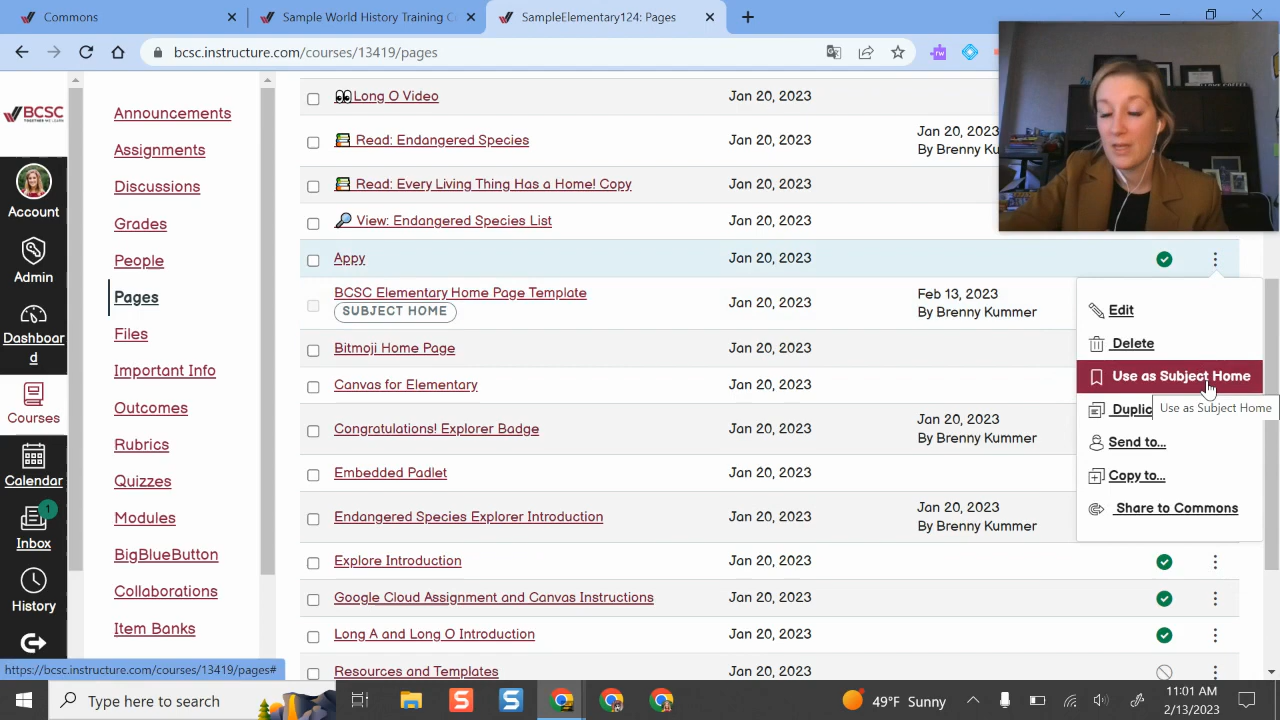 Commons
Sample World History Training C
SampleElementary124: Pages
bcsc.instructure.com/courses/13419/pages
BCSC
Account
Admin
Dashboar
d
Courses
Calendar
1
Inbox
History
Announcements
Assignments
Discussions
Grades
People
Pages
Files
Important Info
Outcomes
Rubrics
Quizzes
Modules
BigBlueButton
Collaborations
Item Banks
Long O Video Jan 20, 2023
Read: Endangered Species Jan 20, 2023 Jan 20, 2023
By Brenny Kummer
Read: Every Living Thing Has a Home! Copy Jan 20, 2023
View: Endangered Species List Jan 20, 2023
Appy Jan 20, 2023
BCSC Elementary Home Page Template Jan 20, 2023 Feb 13, 2023
SUBJECT HOME By Brenny Kummer
Bitmoji Home Page Jan 20, 2023
Canvas for Elementary Jan 20, 2023
Congratulations! Explorer Badge Jan 20, 2023 Jan 20, 2023
By Brenny Kummer
Embedded Padlet Jan 20, 2023
Endangered Species Explorer Introduction Jan 20, 2023 Jan 20, 2023
By Brenny Kummer
Explore Introduction Jan 20, 2023
Google Cloud Assignment and Canvas Instructions Jan 20, 2023
Long A and Long O Introduction Jan 20, 2023
Resources and Templates Jan 20, 2023
Edit
Delete
Use as Subject Home
Duplic
Use as Subject Home
Send to...
Copy to...
Share to Commons
https://bcsc.instructure.com/courses/13419/pages#
Type here to search
49°F Sunny
11:01 AM
2/13/2023